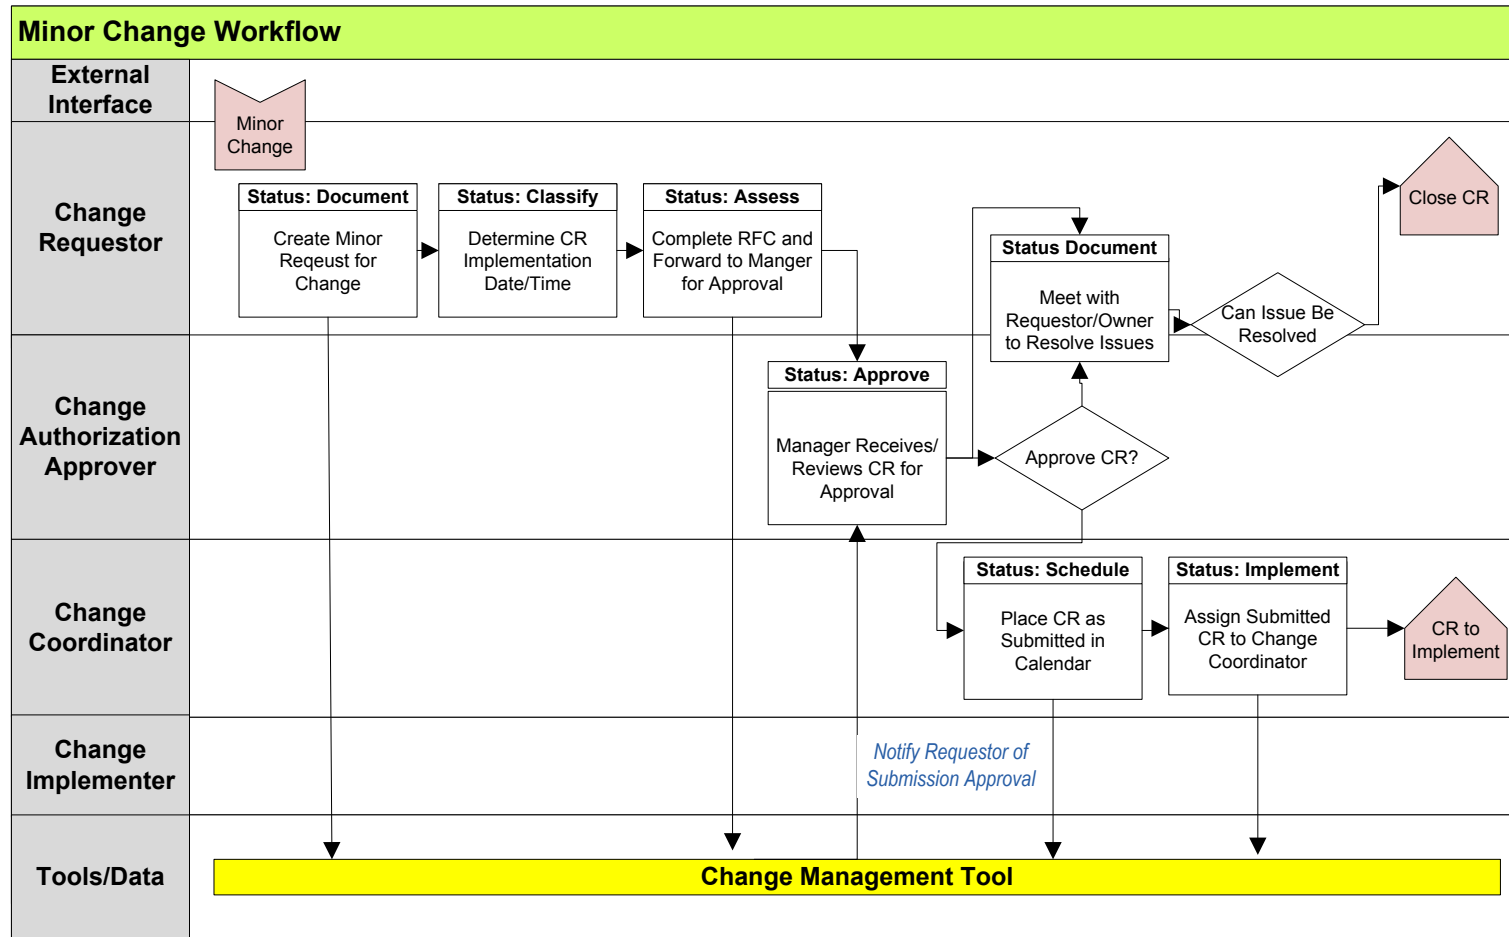 Minor Change Workflow
External
Interface
Minor
Change
Change
Requestor
Status: Document
Create Minor
Reqeust for
Change
Status: Classify
Determine CR
Implementation
Date/Time
Status: Assess
Complete RFC and
Forward to Manger
for Approval
Status Document
Meet with
Requestor/Owner
to Resolve Issues
Can Issue Be
Resolved
Close CR
Change
Authorization
Approver
Status: Approve
Manager Receives/
Reviews CR for
Approval
Approve CR?
Change
Coordinator
Status: Schedule
Place CR as
Submitted in
Calendar
Status: Implement
Assign Submitted
CR to Change
Coordinator
CR to
Implement
Change
Implementer
Notify Requestor of
Submission Approval
Tools/Data
Change Management Tool